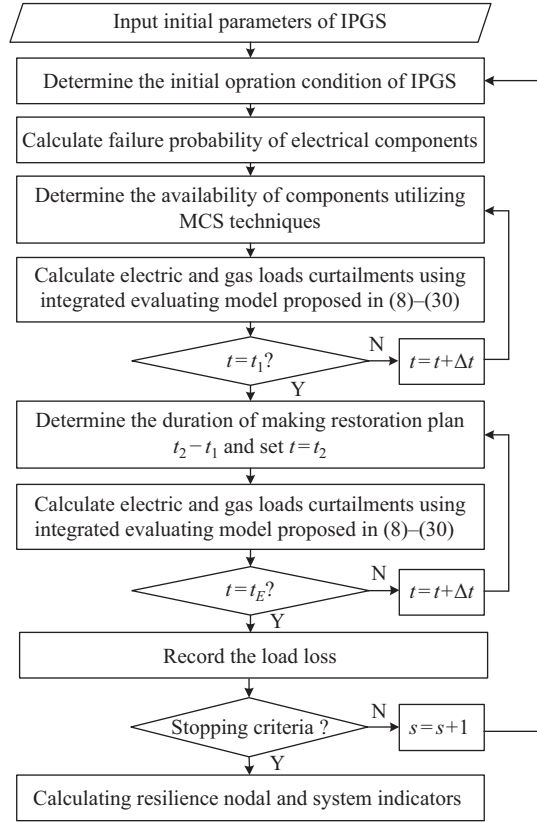 Input initial parameters of IPGS
Determine the initial opration condition of IPGS
Calculate failure probability of electrical components
Determine the availability of components utilizing
MCS techniques
Calculate electric and gas loads curtailments using
integrated evaluating model proposed in (8)–(30)
t = t₁?
N
t = t+Δt
Y
Determine the duration of making restoration plan
t₂ − t₁ and set t = t₂
Calculate electric and gas loads curtailments using
integrated evaluating model proposed in (8)–(30)
t = t_E?
N
t = t+Δt
Y
Record the load loss
Stopping criteria ?
N
s = s+1
Y
Calculating resilience nodal and system indicators